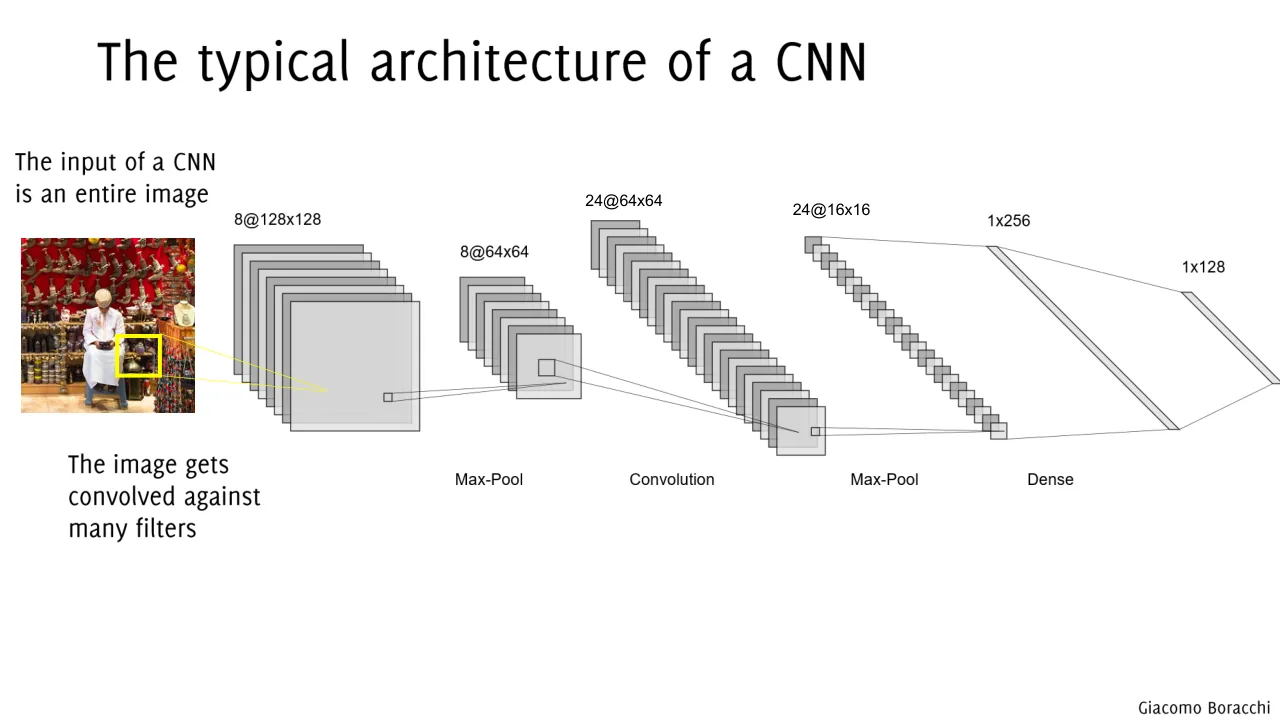 The typical architecture of a CNN
The input of a CNN
is an entire image
8@128x128
8@64x64
24@64x64
24@16x16
1x256
1x128
The image gets
convolved against
many filters
Max-Pool
Convolution
Max-Pool
Dense
Giacomo Boracchi